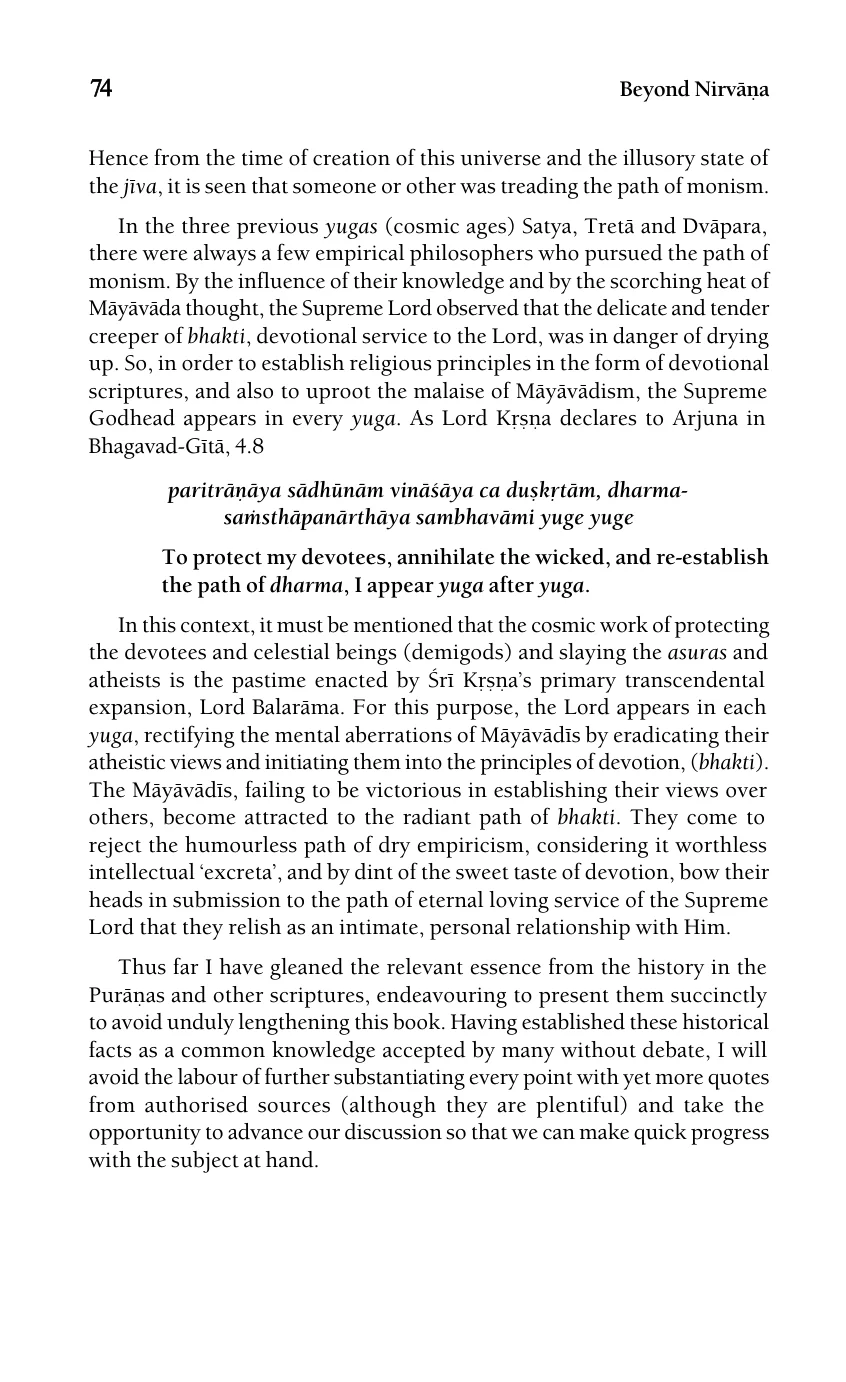 74
Beyond Nirvāṇa
Hence from the time of creation of this universe and the illusory state of
the jīva, it is seen that someone or other was treading the path of monism.
In the three previous yugas (cosmic ages) Satya, Tretā and Dvāpara,
there were always a few empirical philosophers who pursued the path of
monism. By the influence of their knowledge and by the scorching heat of
Māyāvāda thought, the Supreme Lord observed that the delicate and tender
creeper of bhakti, devotional service to the Lord, was in danger of drying
up. So, in order to establish religious principles in the form of devotional
scriptures, and also to uproot the malaise of Māyāvādism, the Supreme
Godhead appears in every yuga. As Lord Kṛṣṇa declares to Arjuna in
Bhagavad-Gītā, 4.8
paritrāṇāya sādhūnām vināśāya ca duṣkṛtām, dharma-
saṁsthāpanārthāya sambhavāmi yuge yuge
To protect my devotees, annihilate the wicked, and re-establish
the path of dharma, I appear yuga after yuga.
In this context, it must be mentioned that the cosmic work of protecting
the devotees and celestial beings (demigods) and slaying the asuras and
atheists is the pastime enacted by Śrī Kṛṣṇa’s primary transcendental
expansion, Lord Balarāma. For this purpose, the Lord appears in each
yuga, rectifying the mental aberrations of Māyāvādīs by eradicating their
atheistic views and initiating them into the principles of devotion, (bhakti).
The Māyāvādīs, failing to be victorious in establishing their views over
others, become attracted to the radiant path of bhakti. They come to
reject the humourless path of dry empiricism, considering it worthless
intellectual ‘excreta’, and by dint of the sweet taste of devotion, bow their
heads in submission to the path of eternal loving service of the Supreme
Lord that they relish as an intimate, personal relationship with Him.
Thus far I have gleaned the relevant essence from the history in the
Purāṇas and other scriptures, endeavouring to present them succinctly
to avoid unduly lengthening this book. Having established these historical
facts as a common knowledge accepted by many without debate, I will
avoid the labour of further substantiating every point with yet more quotes
from authorised sources (although they are plentiful) and take the
opportunity to advance our discussion so that we can make quick progress
with the subject at hand.